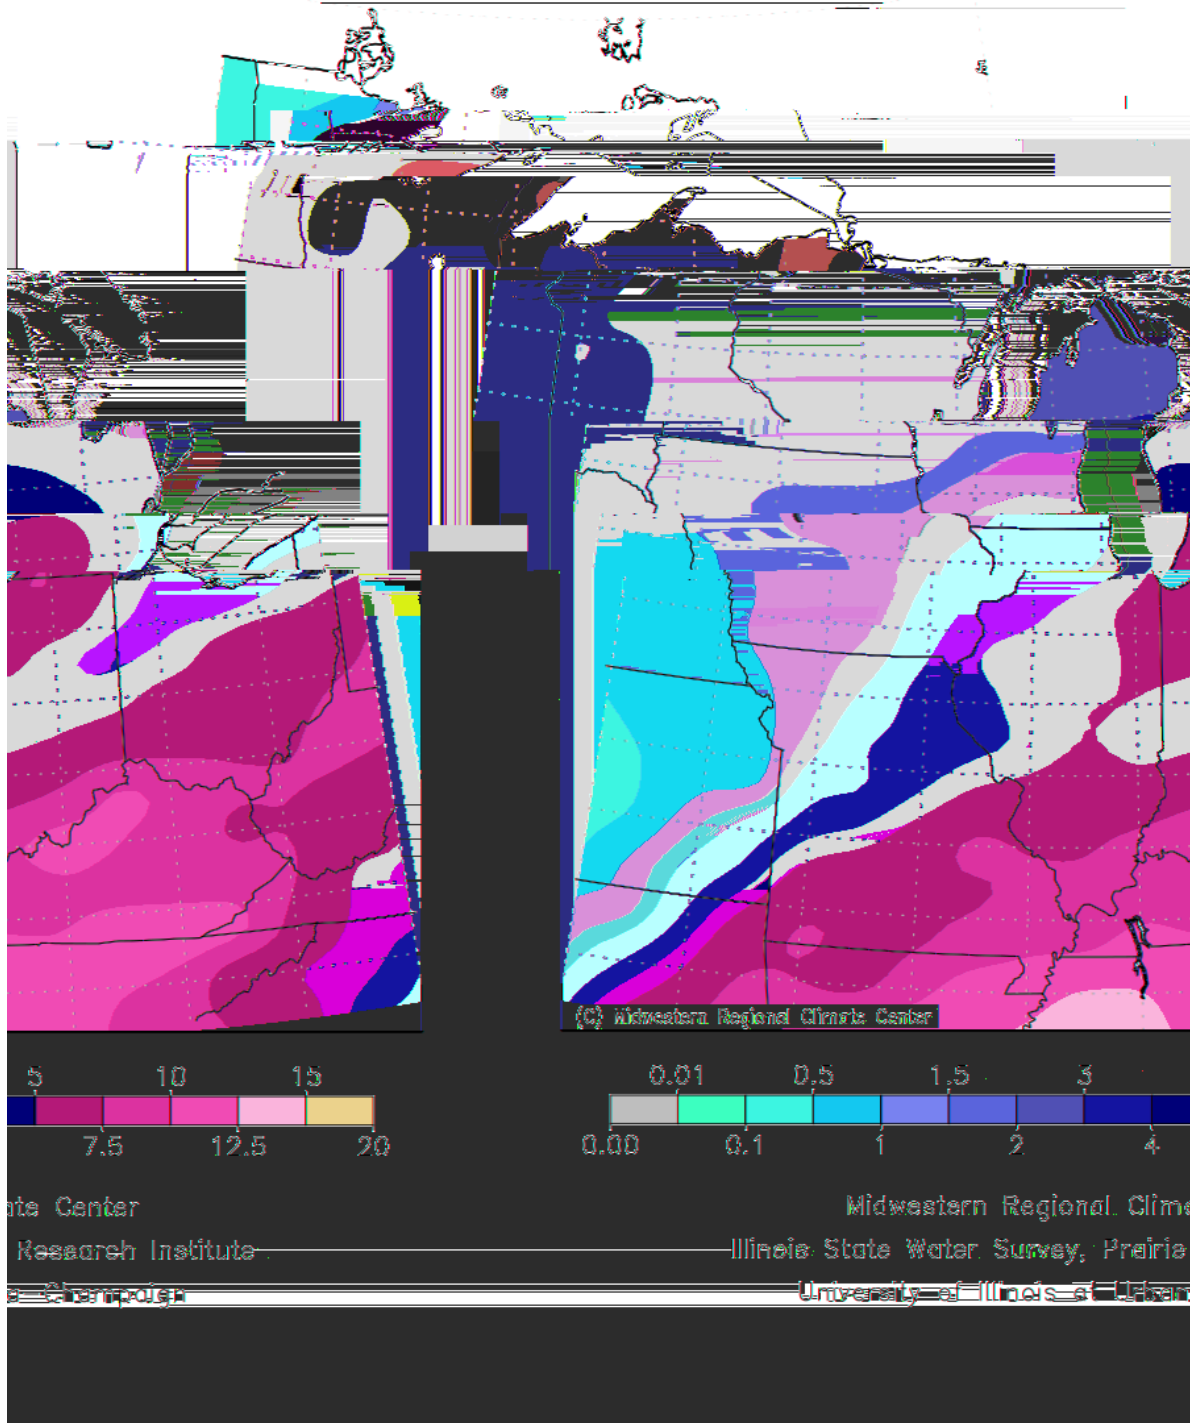 (C) Midwestern Regional Climate Center
5 10 15 0.01 0.5 1.5 3
7.5 12.5 20 0.00 0.1 1 2 4
ate Center Midwestern Regional Clima
Research Institute Illinois State Water Survey, Prairie
a-Champaign University of Illinois at Urban